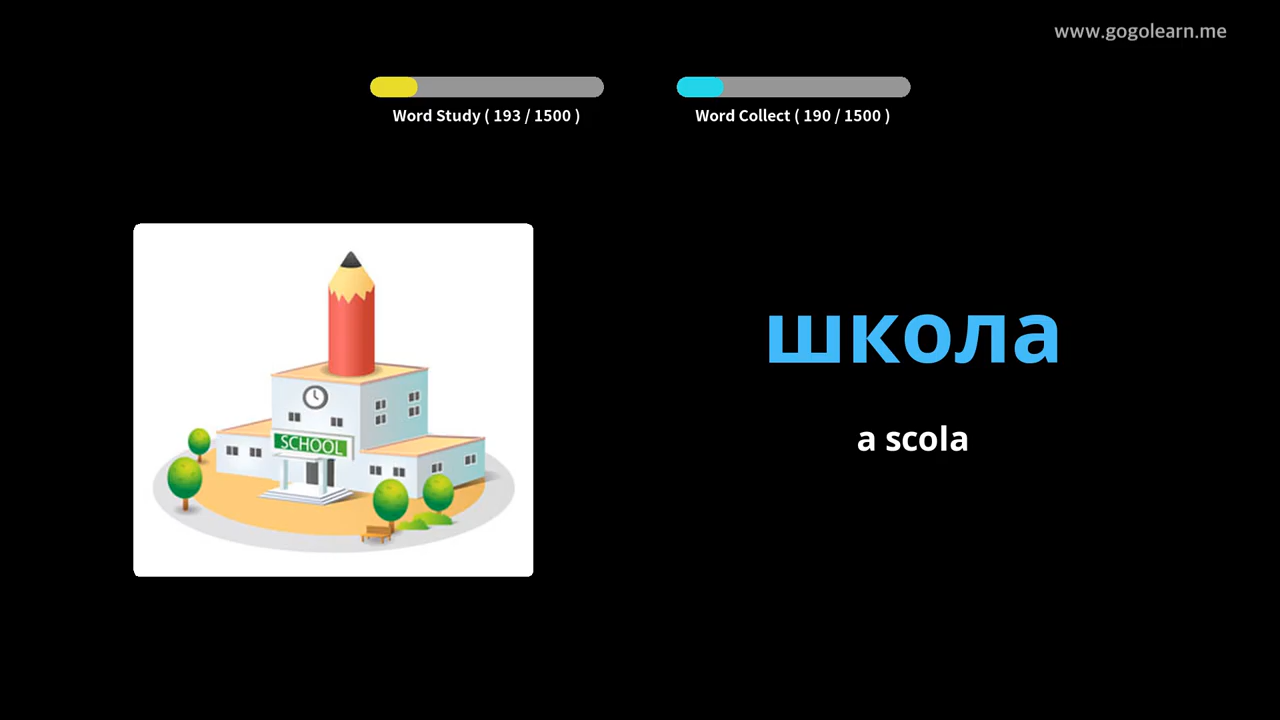 www.gogolearn.me
Word Study ( 193 / 1500 )
Word Collect ( 190 / 1500 )
SCHOOL
школа
a scola